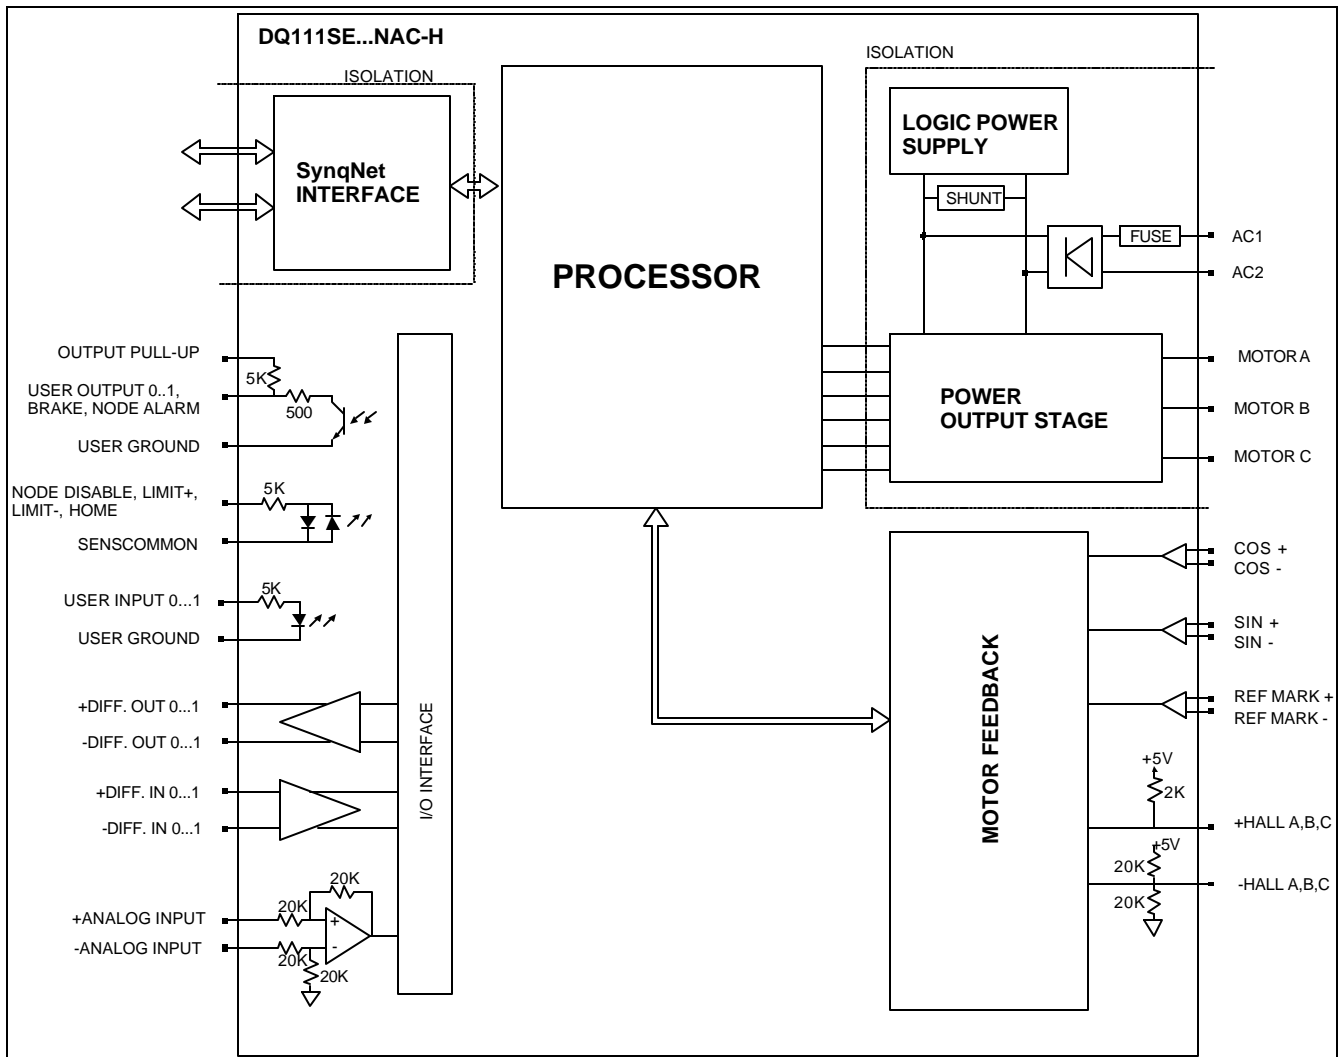 DQ111SE...NAC-H
ISOLATION
SynqNet
INTERFACE
PROCESSOR
ISOLATION
LOGIC POWER
SUPPLY
SHUNT
FUSE
AC1
AC2
POWER
OUTPUT STAGE
MOTOR A
MOTOR B
MOTOR C
OUTPUT PULL-UP
5K
USER OUTPUT 0..1,
BRAKE, NODE ALARM
500
USER GROUND
NODE DISABLE, LIMIT+,
LIMIT-, HOME
5K
SENSCOMMON
USER INPUT 0...1
5K
USER GROUND
+DIFF. OUT 0...1
-DIFF. OUT 0...1
+DIFF. IN 0...1
-DIFF. IN 0...1
+ANALOG INPUT
-ANALOG INPUT
20K
20K
+
-
20K
20K
I/O INTERFACE
MOTOR FEEDBACK
COS +
COS -
SIN +
SIN -
REF MARK +
REF MARK -
+5V
2K
+HALL A,B,C
+5V
20K
-HALL A,B,C
20K